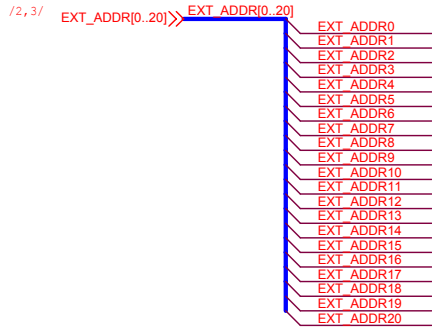 /2,3/
EXT_ADDR[0..20]
EXT_ADDR[0..20]
EXT_ADDR0
EXT_ADDR1
EXT_ADDR2
EXT_ADDR3
EXT_ADDR4
EXT_ADDR5
EXT_ADDR6
EXT_ADDR7
EXT_ADDR8
EXT_ADDR9
EXT_ADDR10
EXT_ADDR11
EXT_ADDR12
EXT_ADDR13
EXT_ADDR14
EXT_ADDR15
EXT_ADDR16
EXT_ADDR17
EXT_ADDR18
EXT_ADDR19
EXT_ADDR20